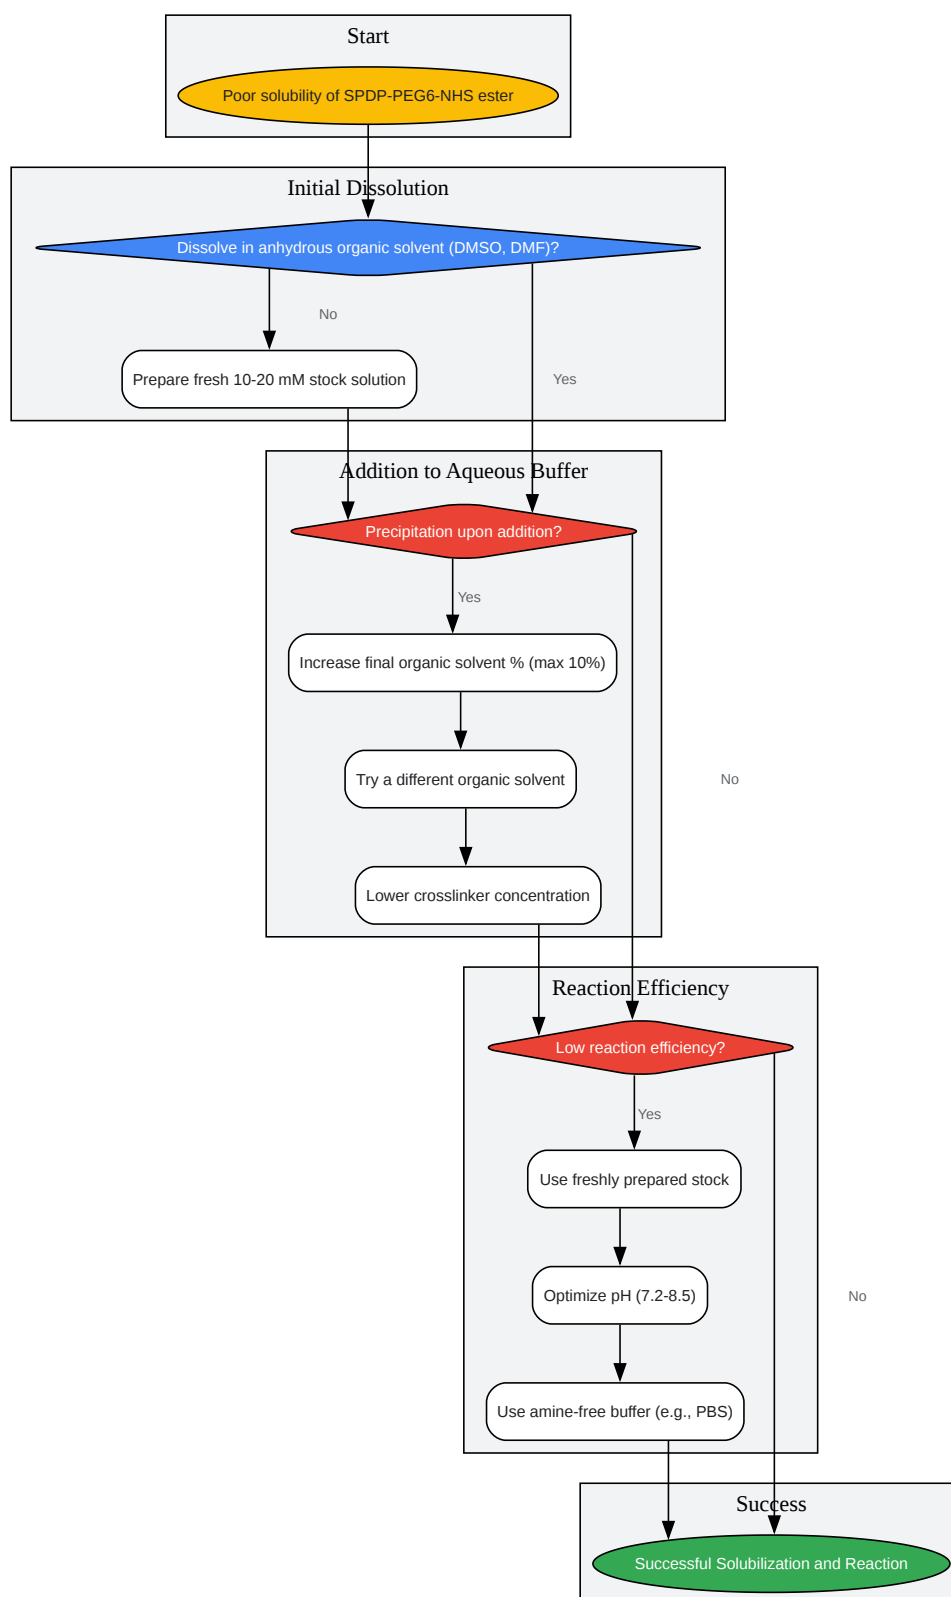 Start
Poor solubility of SPDP-PEG6-NHS ester
Initial Dissolution
Dissolve in anhydrous organic solvent (DMSO, DMF)?
No
Prepare fresh 10-20 mM stock solution
Yes
Addition to Aqueous Buffer
Precipitation upon addition?
Yes
Increase final organic solvent % (max 10%)
Try a different organic solvent
No
Lower crosslinker concentration
Reaction Efficiency
Low reaction efficiency?
Yes
Use freshly prepared stock
Optimize pH (7.2-8.5)
No
Use amine-free buffer (e.g., PBS)
Success
Successful Solubilization and Reaction